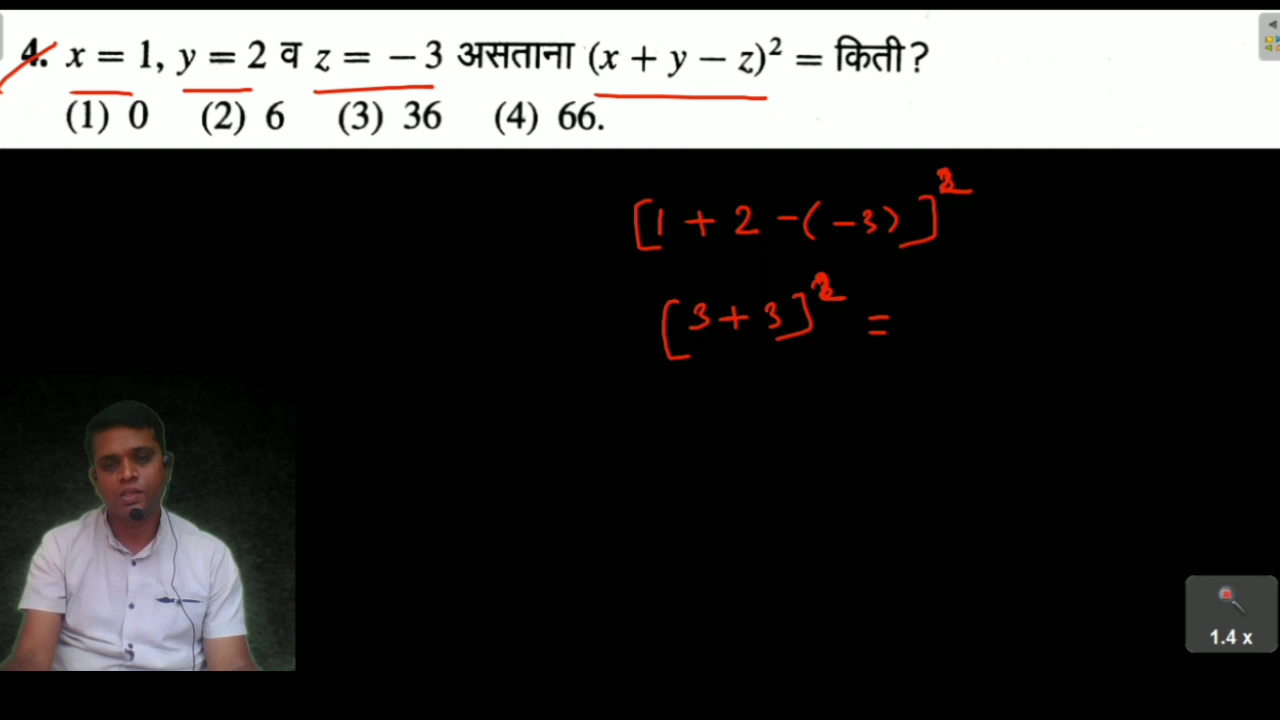 4. x = 1, y = 2 व z = − 3 असताना (x + y − z)² = किती?
(1) 0 (2) 6 (3) 36 (4) 66.
[1 + 2 -( -3) ]²
[3 + 3]² =
1.4 x